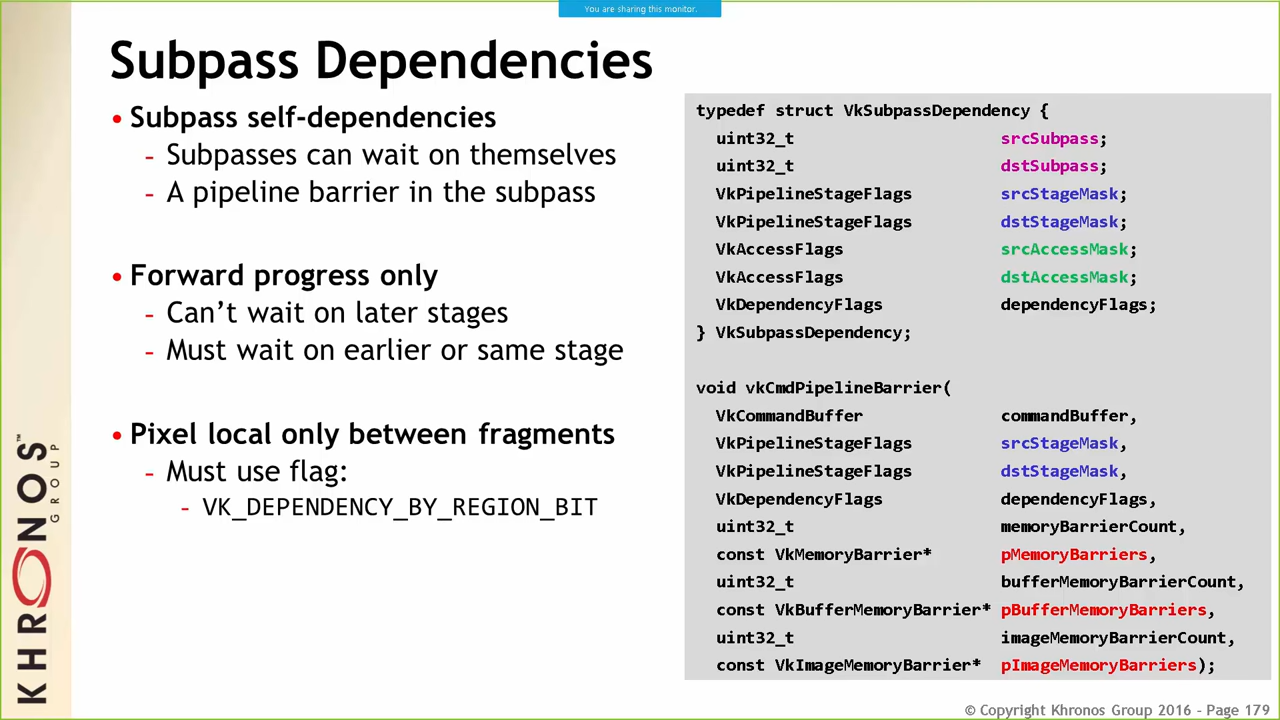 You are sharing this monitor.
Subpass Dependencies
• Subpass self-dependencies
- Subpasses can wait on themselves
- A pipeline barrier in the subpass
• Forward progress only
- Can't wait on later stages
- Must wait on earlier or same stage
• Pixel local only between fragments
- Must use flag:
- VK_DEPENDENCY_BY_REGION_BIT
typedef struct VkSubpassDependency {
uint32_t srcSubpass;
uint32_t dstSubpass;
VkPipelineStageFlags srcStageMask;
VkPipelineStageFlags dstStageMask;
VkAccessFlags srcAccessMask;
VkAccessFlags dstAccessMask;
VkDependencyFlags dependencyFlags;
} VkSubpassDependency;
void vkCmdPipelineBarrier(
VkCommandBuffer commandBuffer,
VkPipelineStageFlags srcStageMask,
VkPipelineStageFlags dstStageMask,
VkDependencyFlags dependencyFlags,
uint32_t memoryBarrierCount,
const VkMemoryBarrier* pMemoryBarriers,
uint32_t bufferMemoryBarrierCount,
const VkBufferMemoryBarrier* pBufferMemoryBarriers,
uint32_t imageMemoryBarrierCount,
const VkImageMemoryBarrier* pImageMemoryBarriers);
KHRONOS™
GROUP
© Copyright Khronos Group 2016 - Page 179